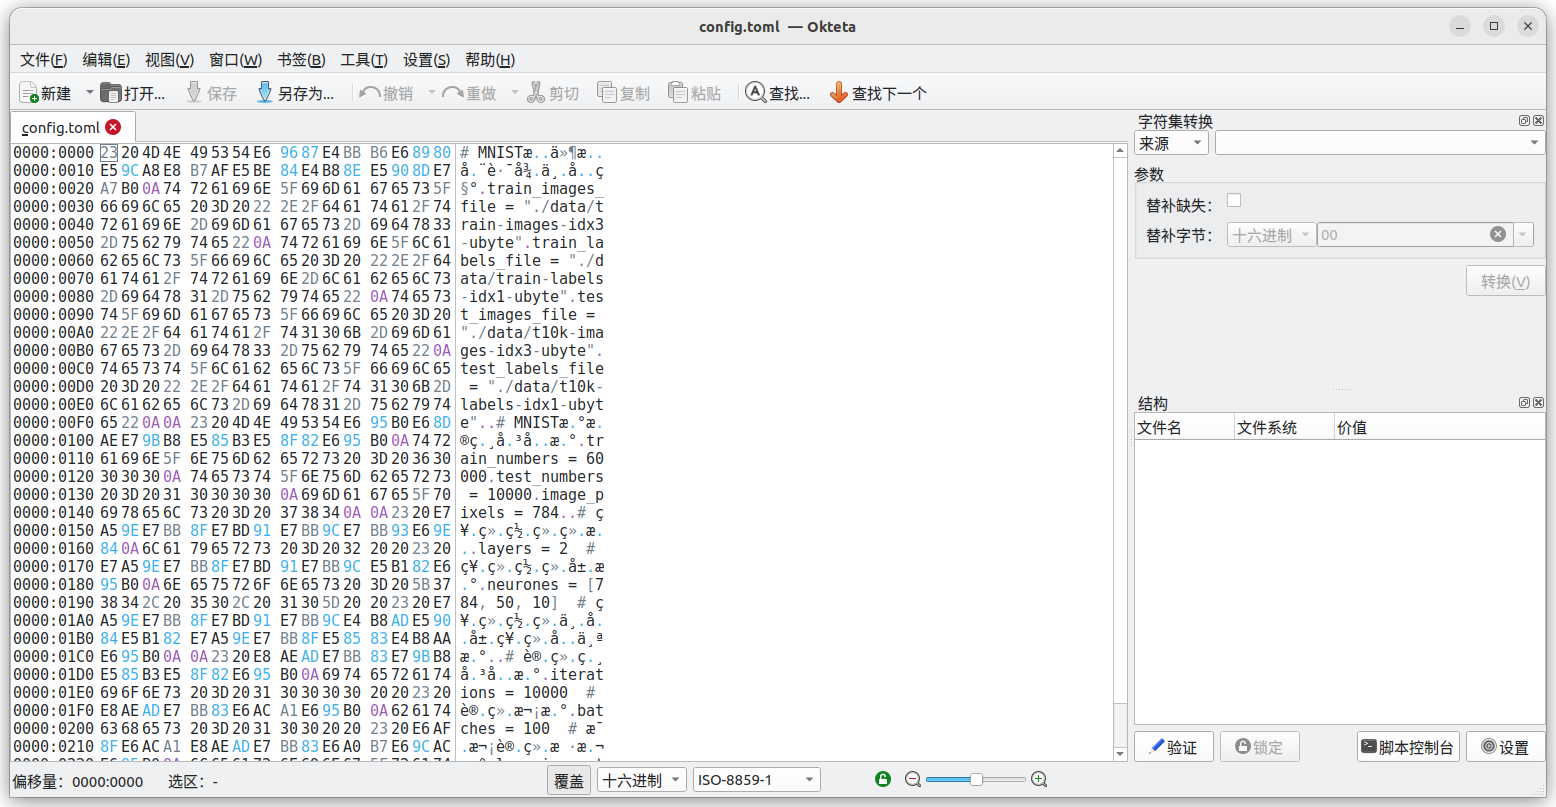 config.toml — Okteta
文件(F) 编辑(E) 视图(V) 窗口(W) 书签(B) 工具(T) 设置(S) 帮助(H)
新建 打开... 保存 另存为... 撤销 重做 剪切 复制 粘贴 查找... 查找下一个
config.toml
0000:0000 23 20 4D 4E 49 53 54 E6 96 87 E4 BB B6 E6 89 80 # MNISTæ..ä»¶æ..
0000:0010 E5 9C A8 E8 B7 AF E5 BE 84 E4 B8 8E E5 90 8D E7 å.¨è·¯å¾.ä¸.å..ç
0000:0020 A7 B0 0A 74 72 61 69 6E 5F 69 6D 61 67 65 73 5F §°.train_images_
0000:0030 66 69 6C 65 20 3D 20 22 2E 2F 64 61 74 61 2F 74 file = "./data/t
0000:0040 72 61 69 6E 2D 69 6D 61 67 65 73 2D 69 64 78 33 rain-images-idx3
0000:0050 2D 75 62 79 74 65 22 0A 74 72 61 69 6E 5F 6C 61 -ubyte".train_la
0000:0060 62 65 6C 73 5F 66 69 6C 65 20 3D 20 22 2E 2F 64 bels_file = "./d
0000:0070 61 74 61 2F 74 72 61 69 6E 2D 6C 61 62 65 6C 73 ata/train-labels
0000:0080 2D 69 64 78 31 2D 75 62 79 74 65 22 0A 74 65 73 -idx1-ubyte".tes
0000:0090 74 5F 69 6D 61 67 65 73 5F 66 69 6C 65 20 3D 20 t_images_file =
0000:00A0 22 2E 2F 64 61 74 61 2F 74 31 30 6B 2D 69 6D 61 "./data/t10k-ima
0000:00B0 67 65 73 2D 69 64 78 33 2D 75 62 79 74 65 22 0A ges-idx3-ubyte".
0000:00C0 74 65 73 74 5F 6C 61 62 65 6C 73 5F 66 69 6C 65 test_labels_file
0000:00D0 20 3D 20 22 2E 2F 64 61 74 61 2F 74 31 30 6B 2D = "./data/t10k-
0000:00E0 6C 61 62 65 6C 73 2D 69 64 78 31 2D 75 62 79 74 labels-idx1-ubyt
0000:00F0 65 22 0A 0A 23 20 4D 4E 49 53 54 E6 95 B0 E6 8D e"..# MNISTæ.°æ.
0000:0100 AE E7 9B B8 E5 85 B3 E5 8F 82 E6 95 B0 0A 74 72 ®ç.¸å.³å..æ.°.tr
0000:0110 61 69 6E 5F 6E 75 6D 62 65 72 73 20 3D 20 36 30 ain_numbers = 60
0000:0120 30 30 30 0A 74 65 73 74 5F 6E 75 6D 62 65 72 73 000.test_numbers
0000:0130 20 3D 20 31 30 30 30 30 0A 69 6D 61 67 65 5F 70 = 10000.image_p
0000:0140 69 78 65 6C 73 20 3D 20 37 38 34 0A 0A 23 20 E7 ixels = 784..# ç
0000:0150 A5 9E E7 BB 8F E7 BD 91 E7 BB 9C E7 BB 93 E6 9E ¥.ç».ç½.ç».ç».æ.
0000:0160 84 0A 6C 61 79 65 72 73 20 3D 20 32 20 20 23 20 ..layers = 2  #
0000:0170 E7 A5 9E E7 BB 8F E7 BD 91 E7 BB 9C E5 B1 82 E6 ç¥.ç».ç½.ç».å±.æ
0000:0180 95 B0 0A 6E 65 75 72 6F 6E 65 73 20 3D 20 5B 37 .°.neurones = [7
0000:0190 38 34 2C 20 35 30 2C 20 31 30 5D 20 20 23 20 E7 84, 50, 10]  # ç
0000:01A0 A5 9E E7 BB 8F E7 BD 91 E7 BB 9C E4 B8 AD E5 90 ¥.ç».ç½.ç».ä¸.å.
0000:01B0 84 E5 B1 82 E7 A5 9E E7 BB 8F E5 85 83 E4 B8 AA .å±.ç¥.ç».å..ä¸ª
0000:01C0 E6 95 B0 0A 0A 23 20 E8 AE AD E7 BB 83 E7 9B B8 æ.°..# è®.ç».ç.¸
0000:01D0 E5 85 B3 E5 8F 82 E6 95 B0 0A 69 74 65 72 61 74 å.³å..æ.°.iterat
0000:01E0 69 6F 6E 73 20 3D 20 31 30 30 30 30 20 20 23 20 ions = 10000  #
0000:01F0 E8 AE AD E7 BB 83 E6 AC A1 E6 95 B0 0A 62 61 74 è®.ç».æ¬¡æ.°.bat
0000:0200 63 68 65 73 20 3D 20 31 30 30 20 20 23 20 E6 AF ches = 100  # æ¯
0000:0210 8F E6 AC A1 E8 AE AD E7 BB 83 E6 A0 B7 E6 9C AC .æ¬¡è®.ç».æ ·æ.¬
字符集转换
来源
参数
替补缺失：
替补字节： 十六进制 00
转换(V)
结构
文件名 文件系统 价值
验证 锁定 脚本控制台 设置
偏移量： 0000:0000 选区： - 覆盖 十六进制 ISO-8859-1